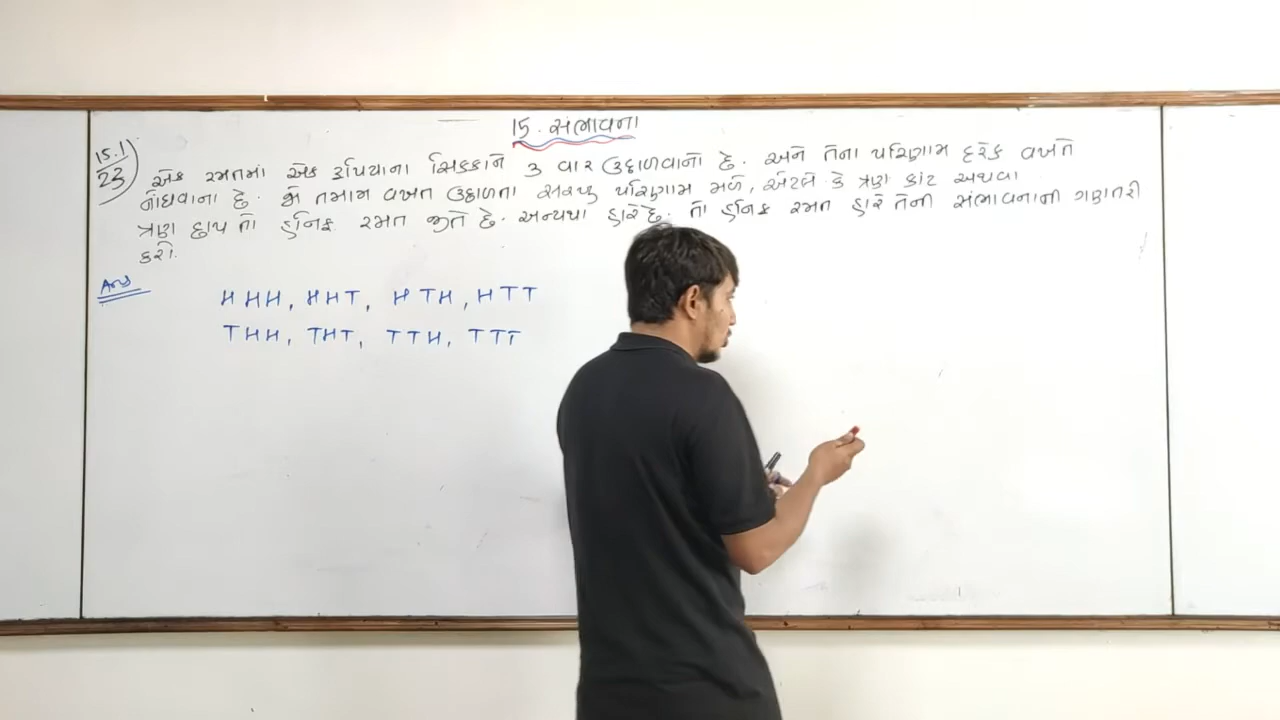 15. સંભાવના
15.1
23
એક રમતમાં એક રૂપિયાના સિક્કાને ૩ વાર ઉછાળવાનો છે. અને તેના પરિણામ દરેક વખતે
નોંધવાના છે. જો તમામ વખત ઉછાળતા સરખુ પરિણામ મળે, એટલે કે ત્રણ કાંટ અથવા
ત્રણ છાપ તો હનિફ રમત જીતે છે. અન્યથા હારે છે. તો હનિફ રમત હારે તેની સંભાવનાની ગણતરી
કરો.
Ans
HHH, HHT, HTH, HTT
THH, THT, TTH, TTT